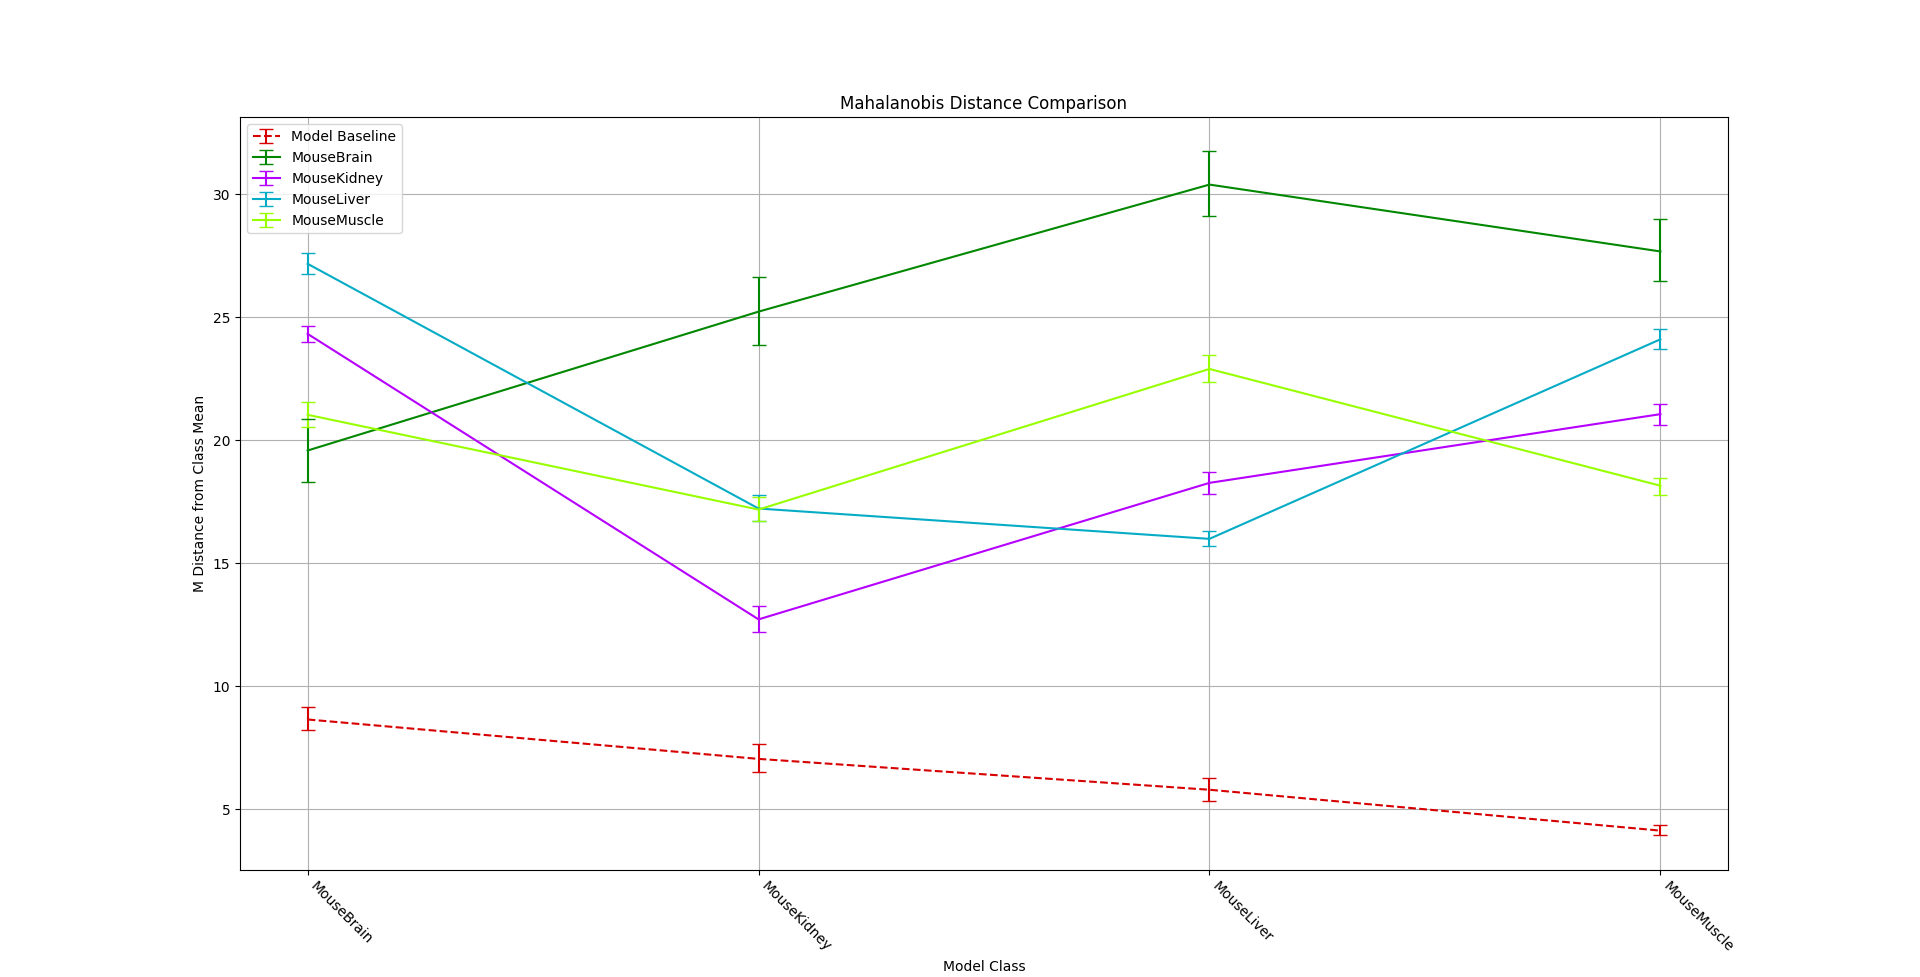 Mahalanobis Distance Comparison
Model Baseline
MouseBrain
MouseKidney
MouseLiver
MouseMuscle
M Distance from Class Mean
30
25
20
15
10
5
MouseBrain
MouseKidney
MouseLiver
MouseMuscle
Model Class